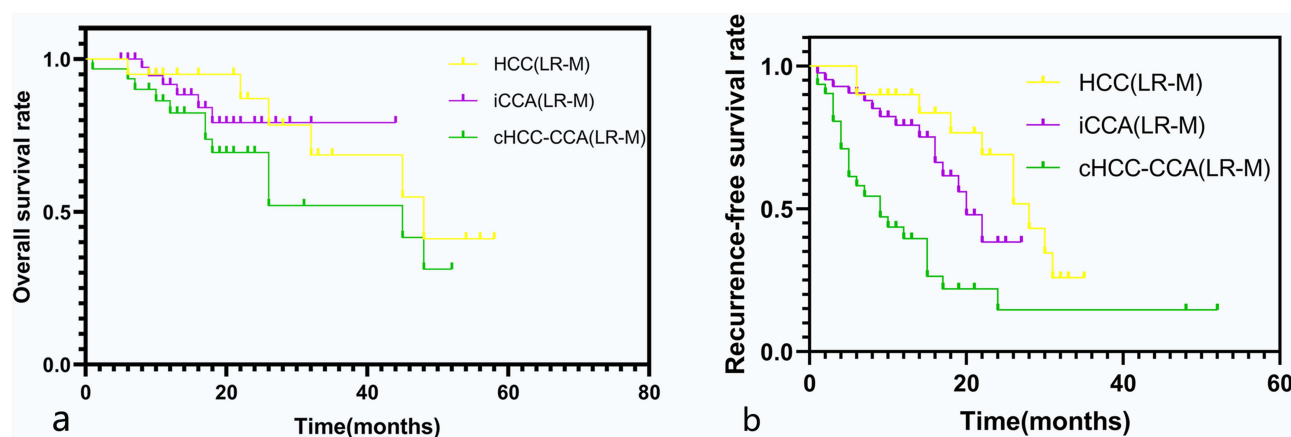 Overall survival rate
1.0
0.5
0.0
0
20
40
60
80
Time(months)
HCC(LR-M)
iCCA(LR-M)
cHCC-CCA(LR-M)
a
Recurrence-free survival rate
1.0
0.5
0.0
0
20
40
60
Time(months)
HCC(LR-M)
iCCA(LR-M)
cHCC-CCA(LR-M)
b